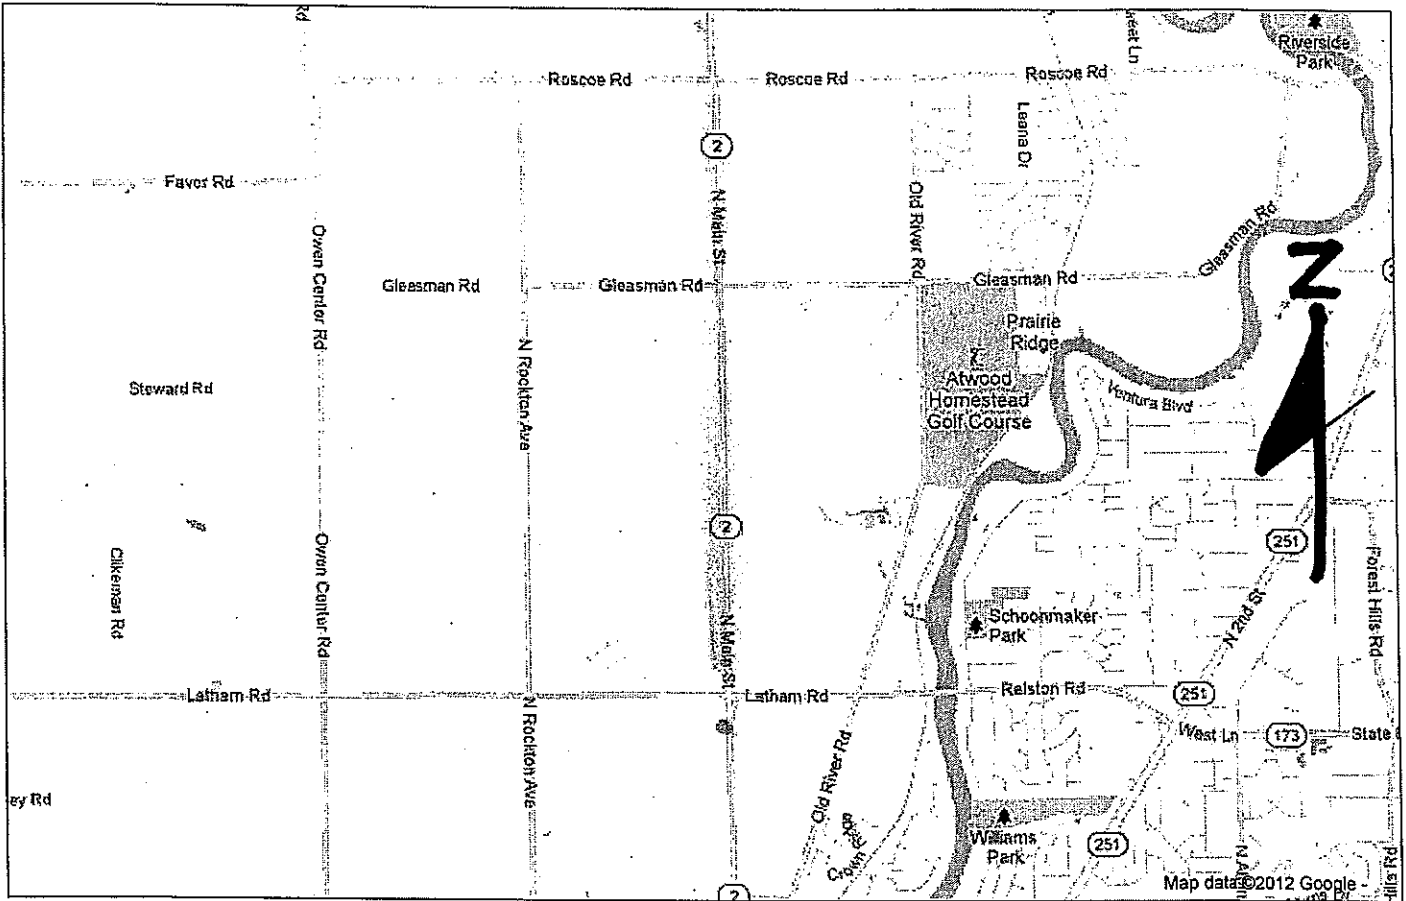 Rd
Roscoe Rd
Roscoe Rd
Roscoe Rd
Riverside
Park
Leana Dr
2
Favor Rd
N Main St
Old River Rd
Owen Center Rd
Gleasman Rd
Gleasman Rd
Gleasman Rd
Gleasman Rd
N
Prairie
Ridge
Atwood
Homestead
Golf Course
Ventura Blvd
Steward Rd
N Rockton Ave
2
251
Clikeman Rd
Owen Center Rd
Forest Hills Rd
Schoonmaker
Park
N 2nd St
N Main St
Latham Rd
Latham Rd
Ralston Rd
251
N Rockton Ave
West Ln
173
State
Old River Rd
ey Rd
Williams
Park
251
2
Map data ©2012 Google